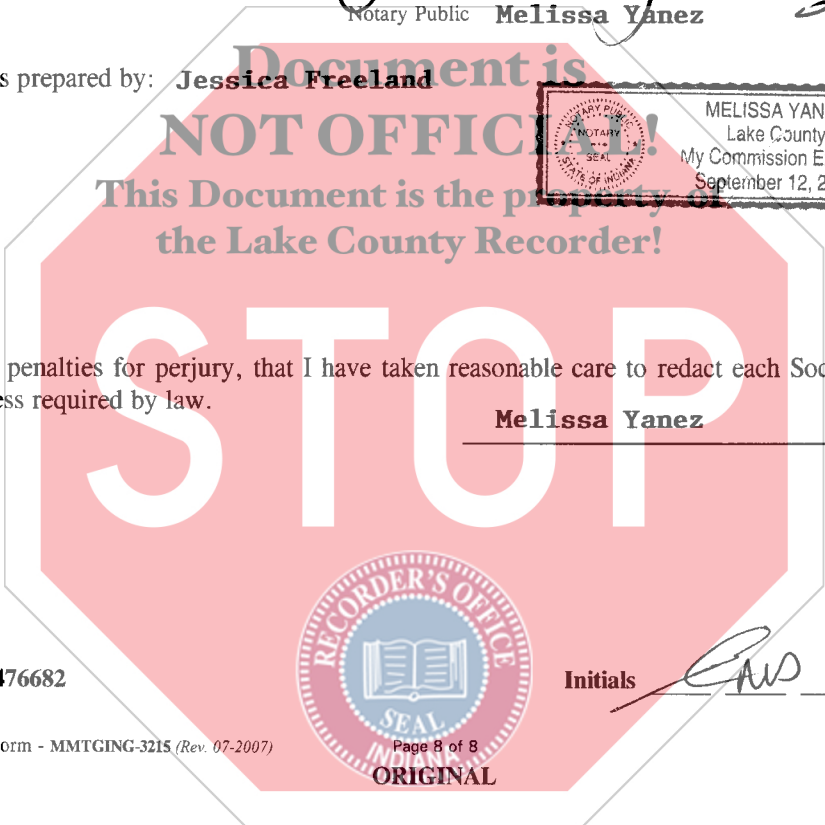 Notary Public Melissa Yanez
s prepared by: Jessica Freeland
Document is
NOT OFFICIAL!
This Document is the property of
the Lake County Recorder!
NOTARY PUBLIC
NOTARY
SEAL
STATE OF INDIANA
MELISSA YAN
Lake County
My Commission E
September 12, 2
STOP
penalties for perjury, that I have taken reasonable care to redact each Soc
ess required by law.
Melissa Yanez
RECORDER'S OFFICE
SEAL
INDIANA
476682
Initials
orm - MMTGING-3215 (Rev. 07-2007)
Page 8 of 8
ORIGINAL